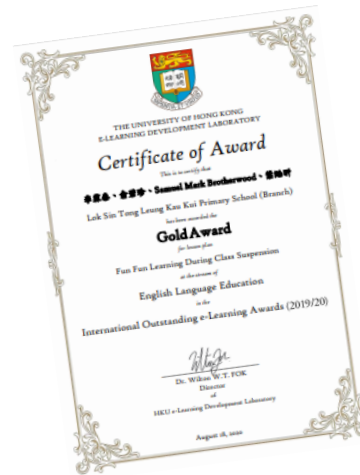 THE UNIVERSITY OF HONG KONG
E-LEARNING DEVELOPMENT LABORATORY
Certificate of Award
This is to certify that
Samuel Mark Brotherwood
Lok Sin Tong Leung Kau Kui Primary School (Branch)
has been awarded the
Gold Award
for lesson plan
Fun Fun Learning During Class Suspension
at the stream of
English Language Education
in the
International Outstanding e-Learning Awards (2019/20)
Dr. Wilton W.T. FOK
Director
of
HKU e-Learning Development Laboratory
August 18, 2020